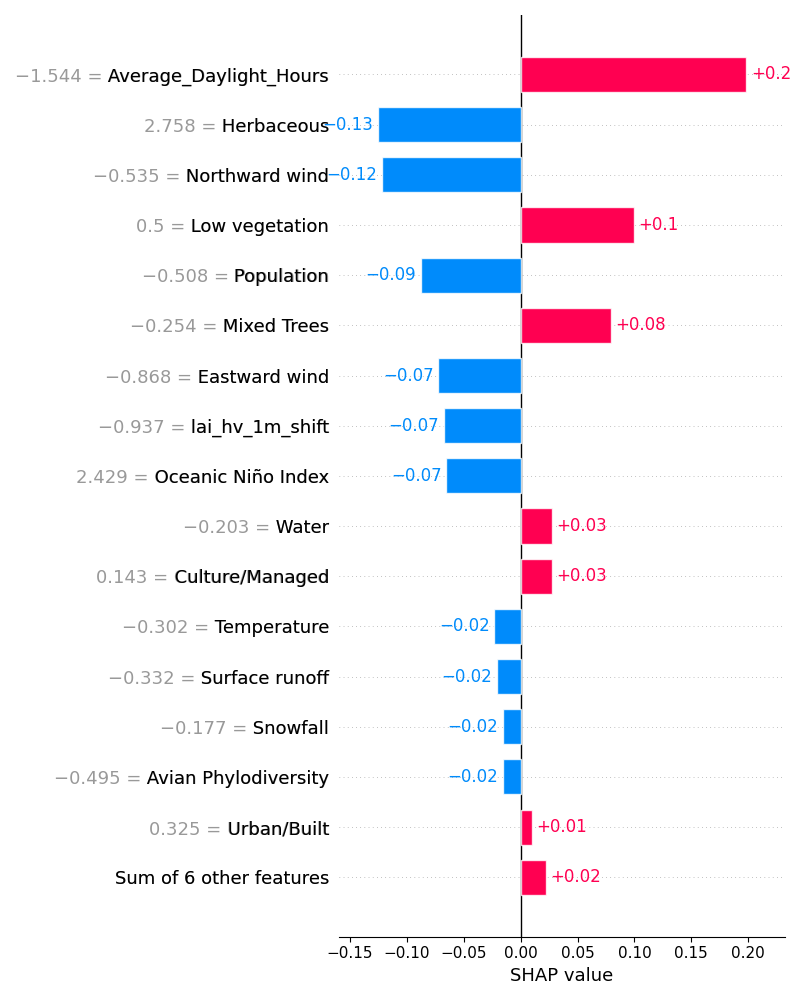 −1.544 = Average_Daylight_Hours +0.2
2.758 = Herbaceous −0.13
−0.535 = Northward wind −0.12
0.5 = Low vegetation +0.1
−0.508 = Population −0.09
−0.254 = Mixed Trees +0.08
−0.868 = Eastward wind −0.07
−0.937 = lai_hv_1m_shift −0.07
2.429 = Oceanic Niño Index −0.07
−0.203 = Water +0.03
0.143 = Culture/Managed +0.03
−0.302 = Temperature −0.02
−0.332 = Surface runoff −0.02
−0.177 = Snowfall −0.02
−0.495 = Avian Phylodiversity −0.02
0.325 = Urban/Built +0.01
Sum of 6 other features +0.02
−0.15 −0.10 −0.05 0.00 0.05 0.10 0.15 0.20
SHAP value